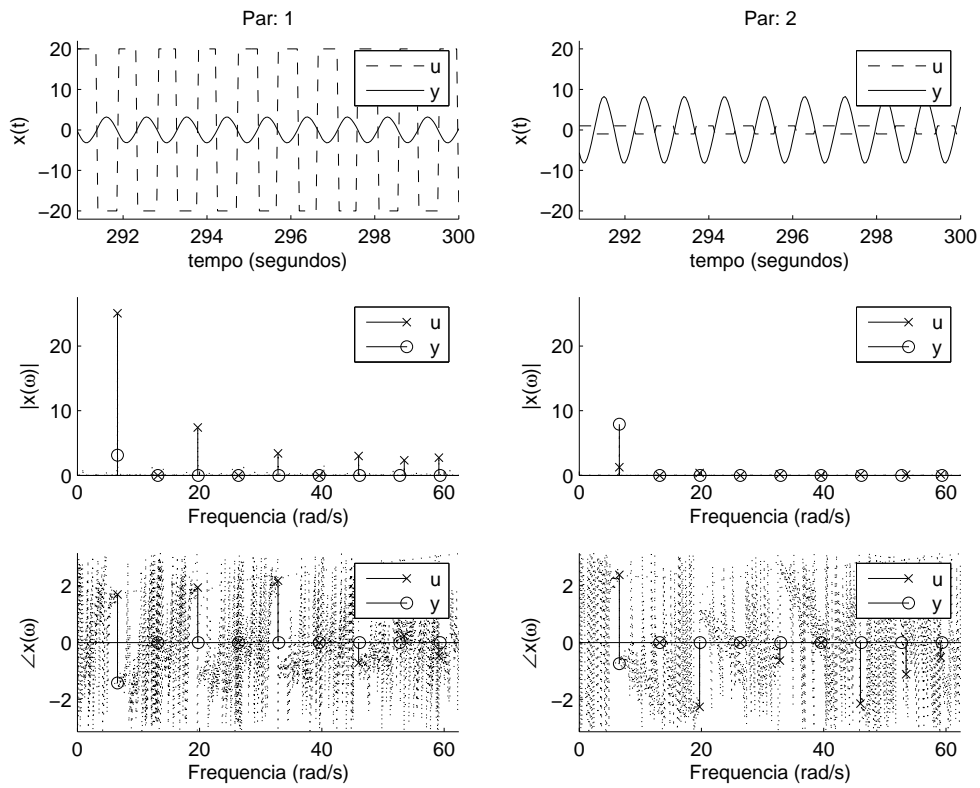 Par: 1
20
10
0
−10
−20
x(t)
u
y
292
294
296
298
300
tempo (segundos)
Par: 2
20
10
0
−10
−20
x(t)
u
y
292
294
296
298
300
tempo (segundos)
20
10
0
|x(ω)|
u
y
0
20
40
60
Frequencia (rad/s)
20
10
0
|x(ω)|
u
y
0
20
40
60
Frequencia (rad/s)
2
0
−2
∠x(ω)
u
y
0
20
40
60
Frequencia (rad/s)
2
0
−2
∠x(ω)
u
y
0
20
40
60
Frequencia (rad/s)